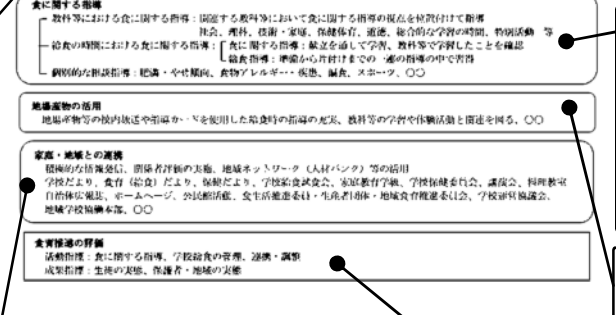 食に関する指導
教科等における食に関する指導：関連する教科等において食に関する指導の視点を位置付けて指導
社会、理科、技術・家庭、保健体育、道徳、総合的な学習の時間、特別活動 等
給食の時間における食に関する指導：食に関する指導：献立を通して学習、教科等で学習したことを確認
給食指導：準備から片付けまでの一連の指導の中で習得
個別的な相談指導：肥満・やせ傾向、食物アレルギー・疾患、偏食、スポーツ、〇〇
地場産物の活用
地場産物等の校内放送や指導カードを使用した給食時の指導の充実、教科等の学習や体験活動と関連を図る、〇〇
家庭・地域との連携
積極的な情報発信、関係者評価の実施、地域ネットワーク（人材バンク）等の活用
学校だより、食育（給食）だより、保健だより、学校給食試食会、家庭教育学級、学校保健委員会、講演会、料理教室
自治体広報誌、ホームページ、公民館活動、食生活推進委員・生産者団体・地域食育推進委員会、学校運営協議会、
地域学校協働本部、〇〇
食育推進の評価
活動指標：食に関する指導、学校給食の管理、連携・調整
成果指標：生徒の実態、保護者・地域の実態